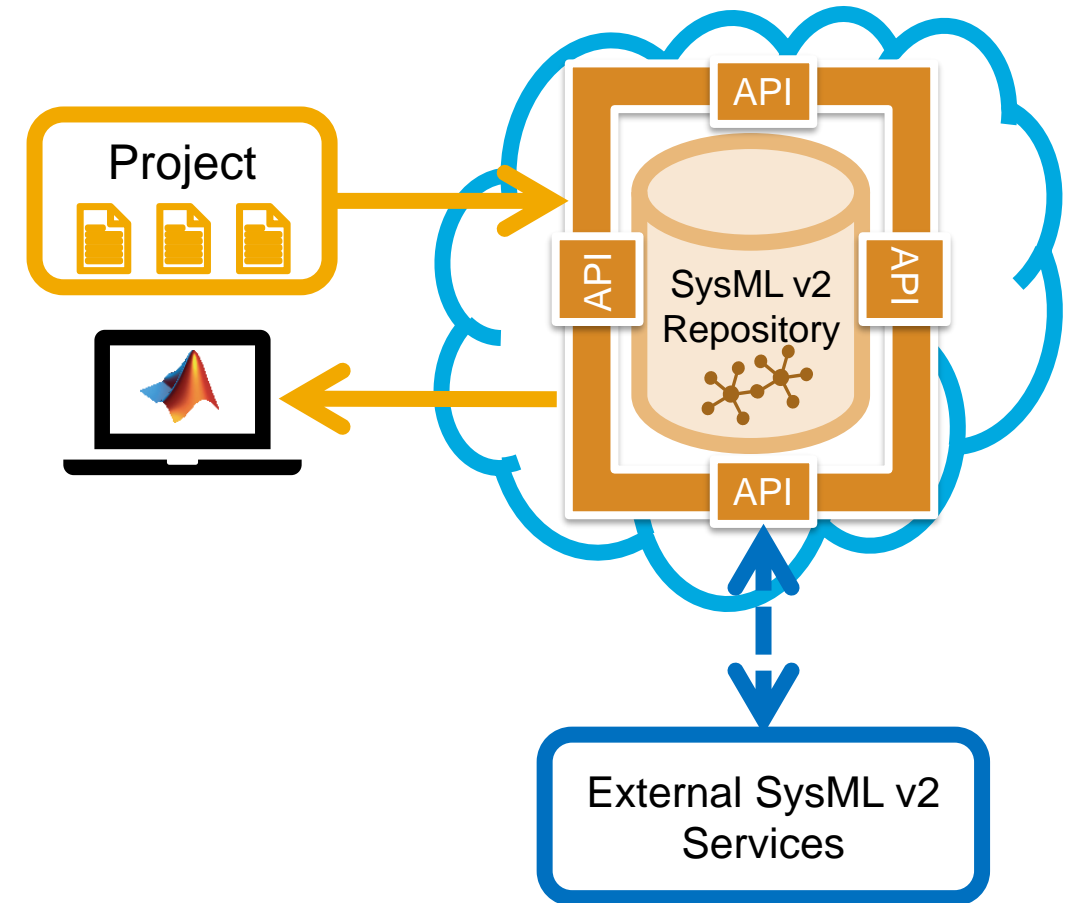 API
Project
API
SysML v2
Repository
API
API
External SysML v2
Services